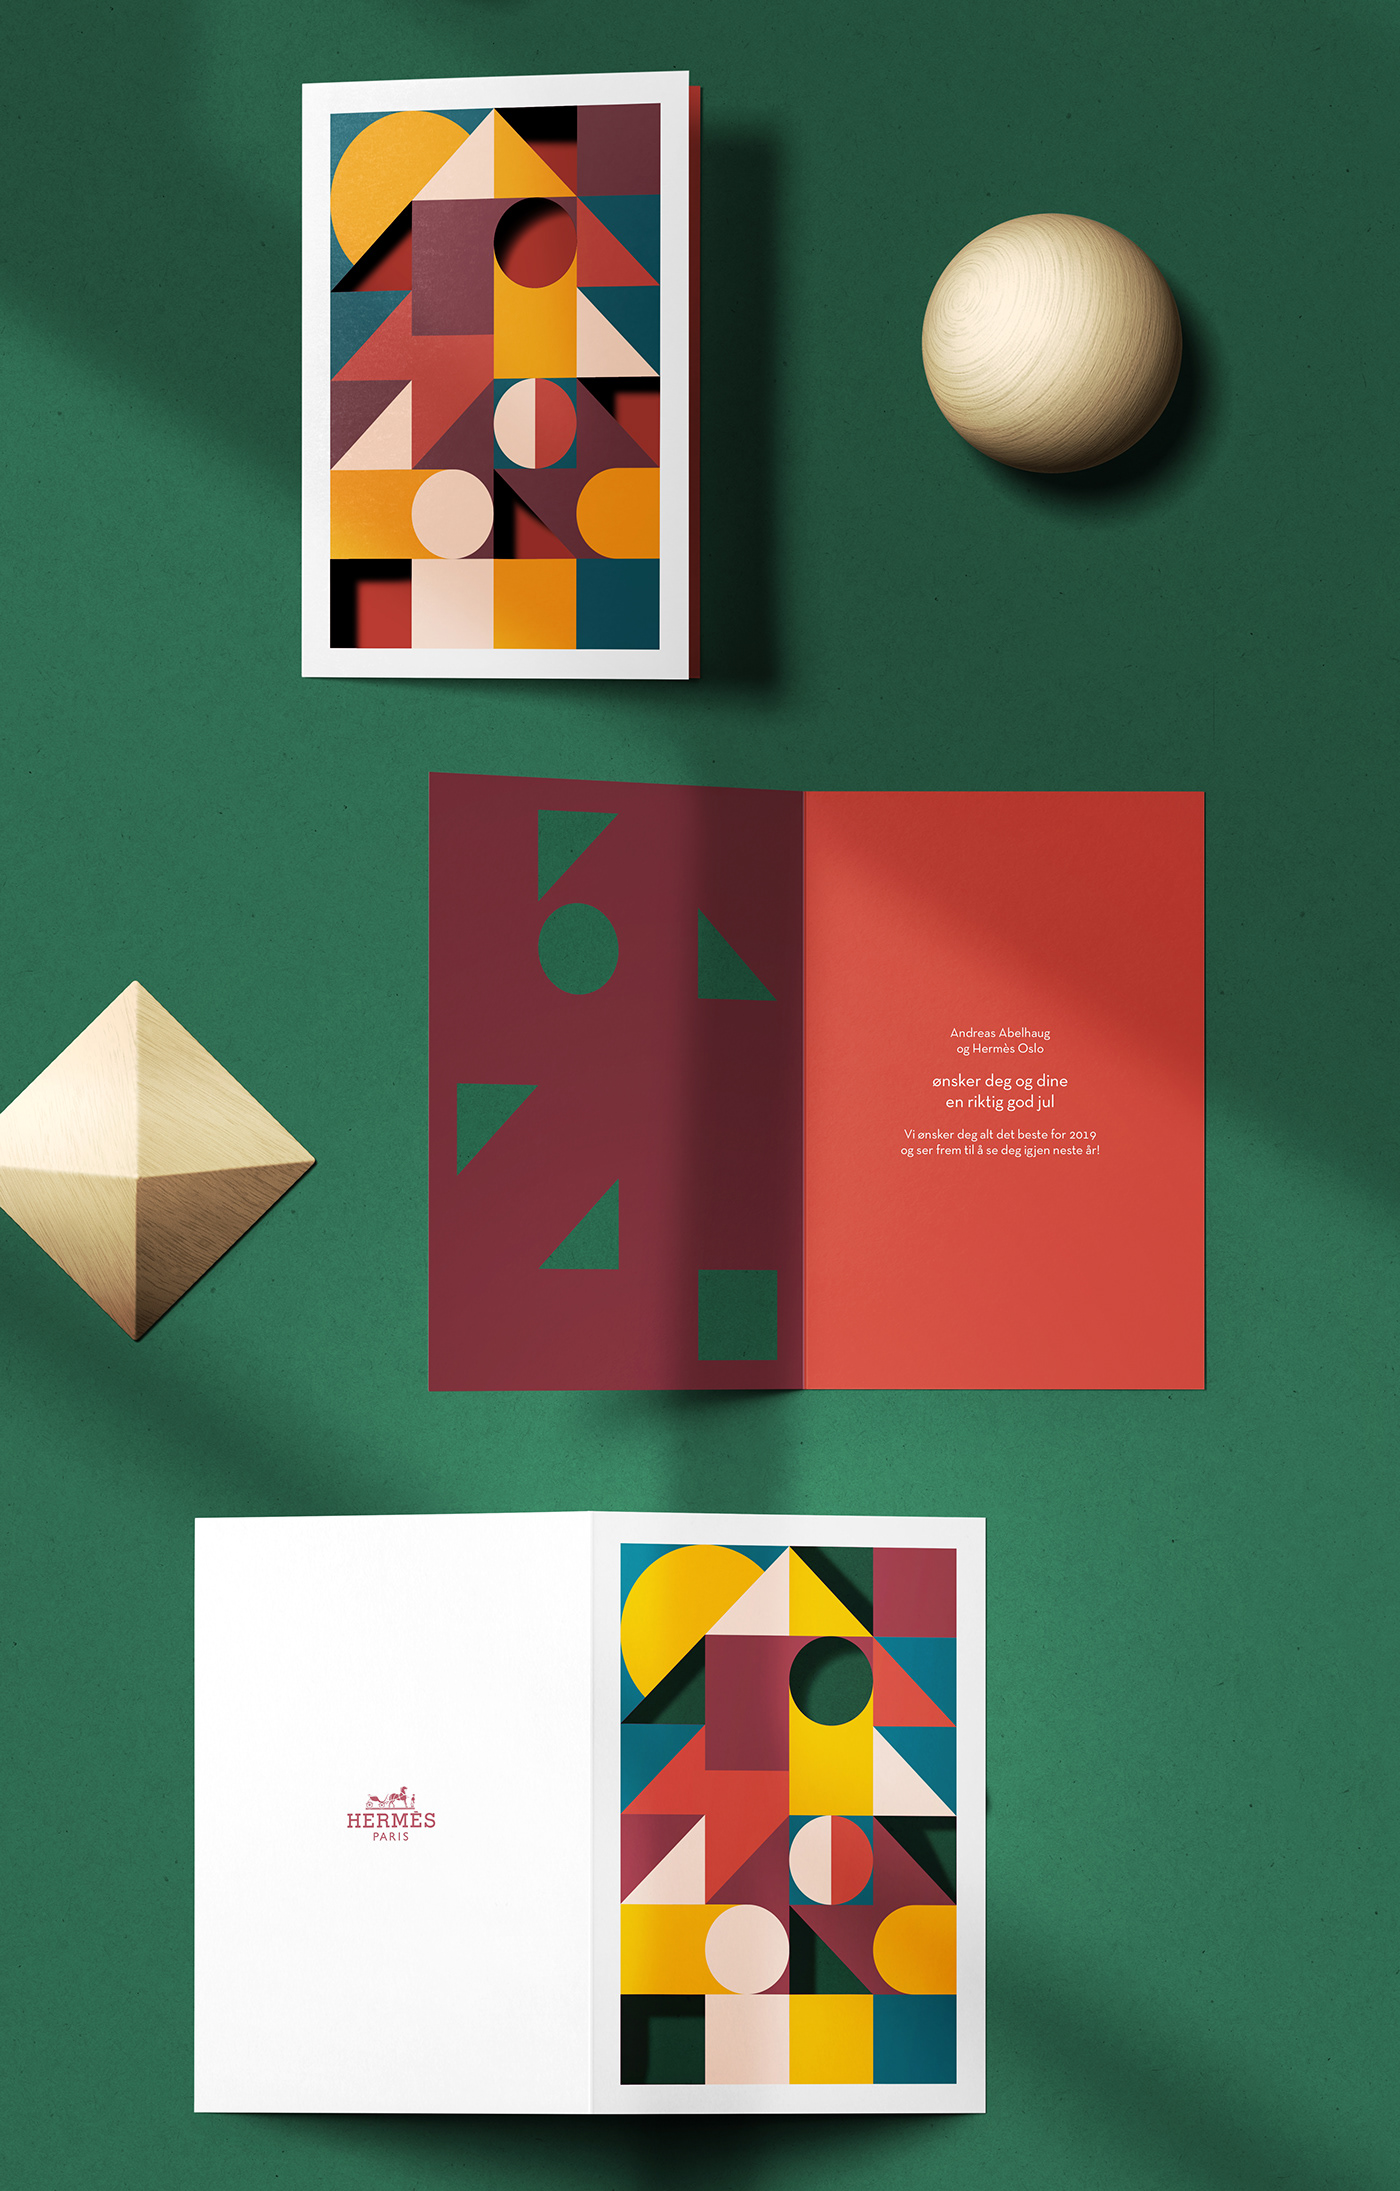 Andreas Abelhaug
og Hermès Oslo
ønsker deg og dine
en riktig god jul
Vi ønsker deg alt det beste for 2019
og ser frem til å se deg igjen neste år!
HERMÈS
PARIS